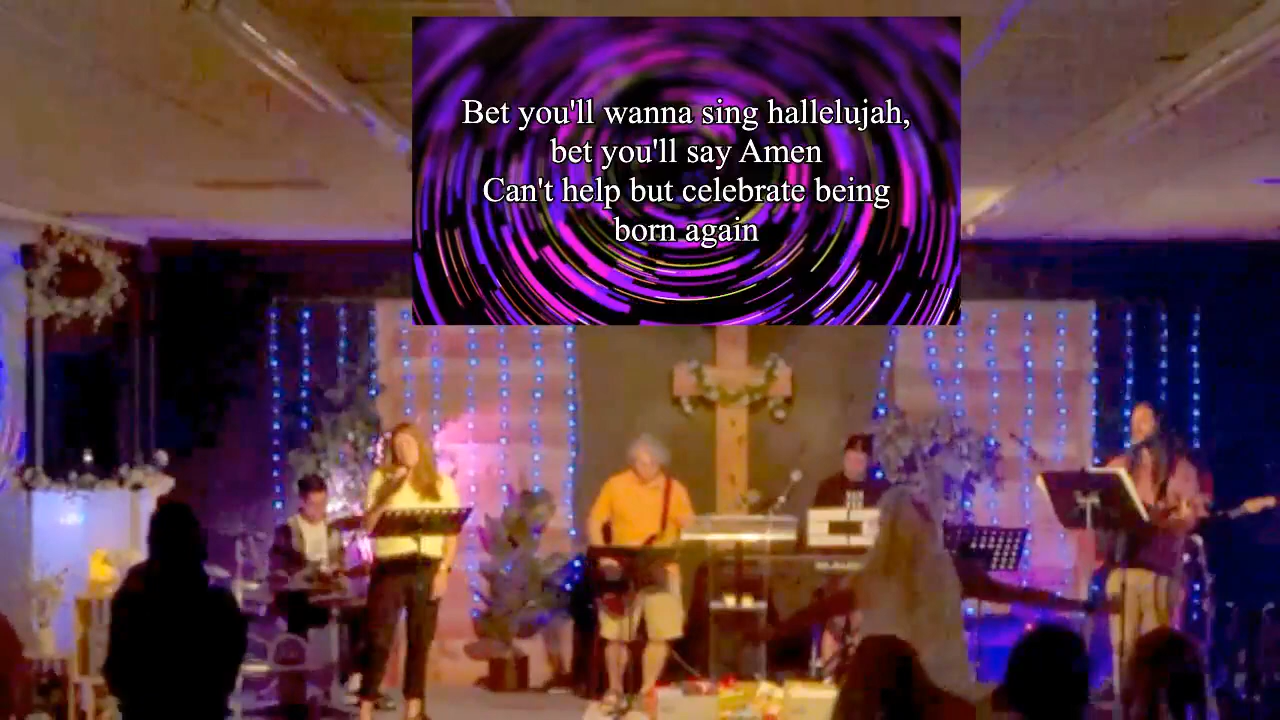 Bet you'll wanna sing hallelujah,
bet you'll say Amen
Can't help but celebrate being
born again